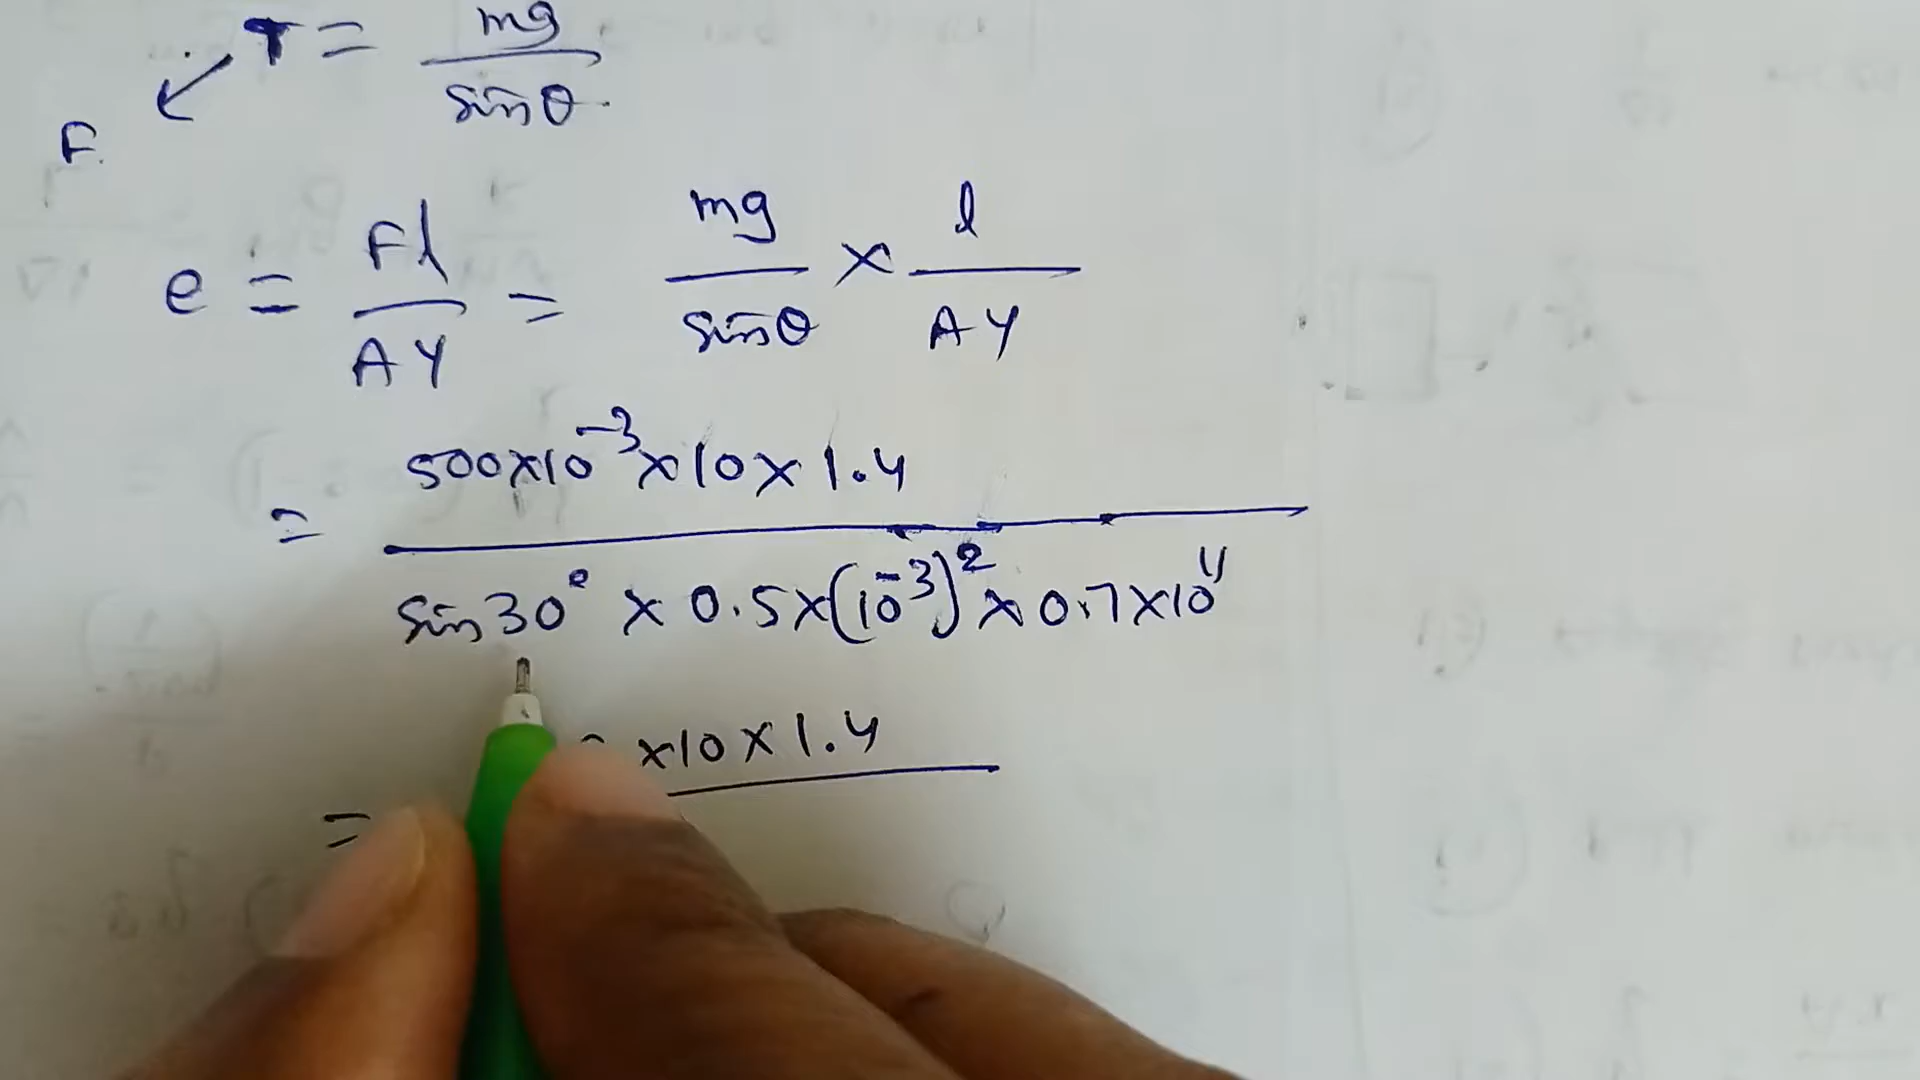 T = mg / sinθ
F
e = Fl / AY = mg / sinθ × l / AY
= 500×10⁻³×10×1.4 / sin30° × 0.5×(10⁻³)²×0.7×10¹¹
= ×10×1.4